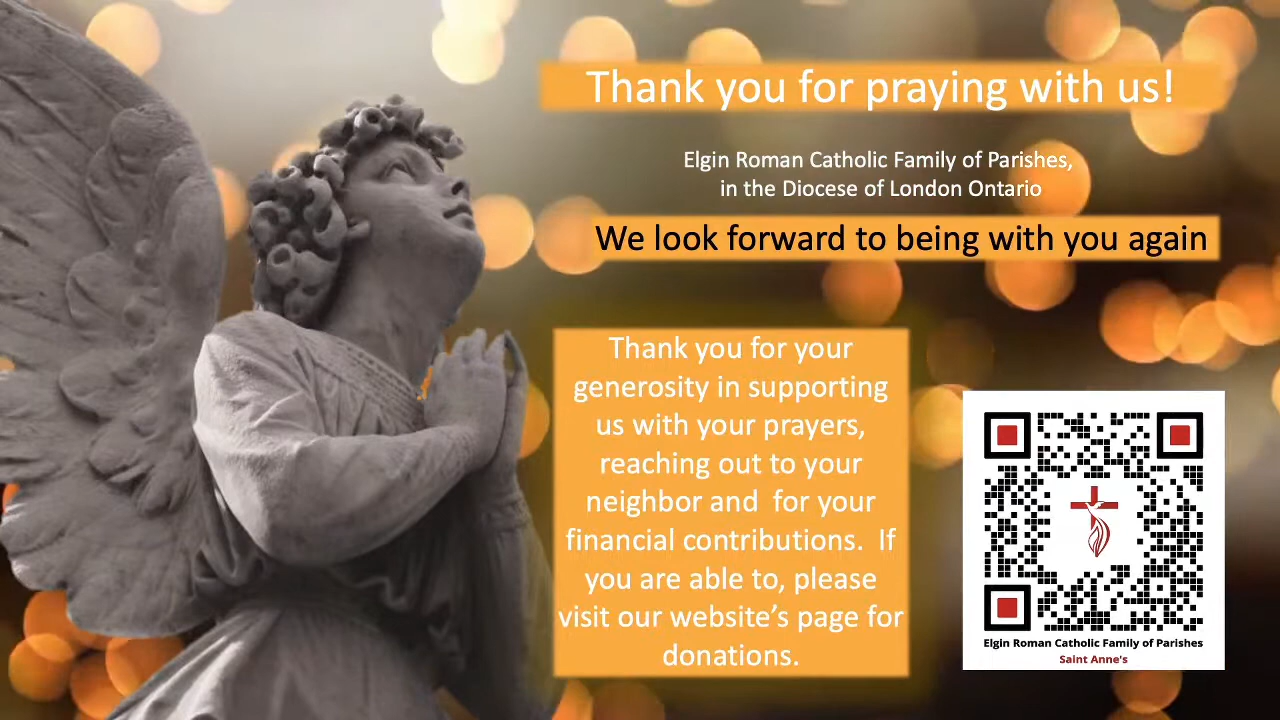 Thank you for praying with us!
Elgin Roman Catholic Family of Parishes,
in the Diocese of London Ontario
We look forward to being with you again
Thank you for your
generosity in supporting
us with your prayers,
reaching out to your
neighbor and  for your
financial contributions.  If
you are able to, please
visit our website’s page for
donations.
Elgin Roman Catholic Family of Parishes
Saint Anne's